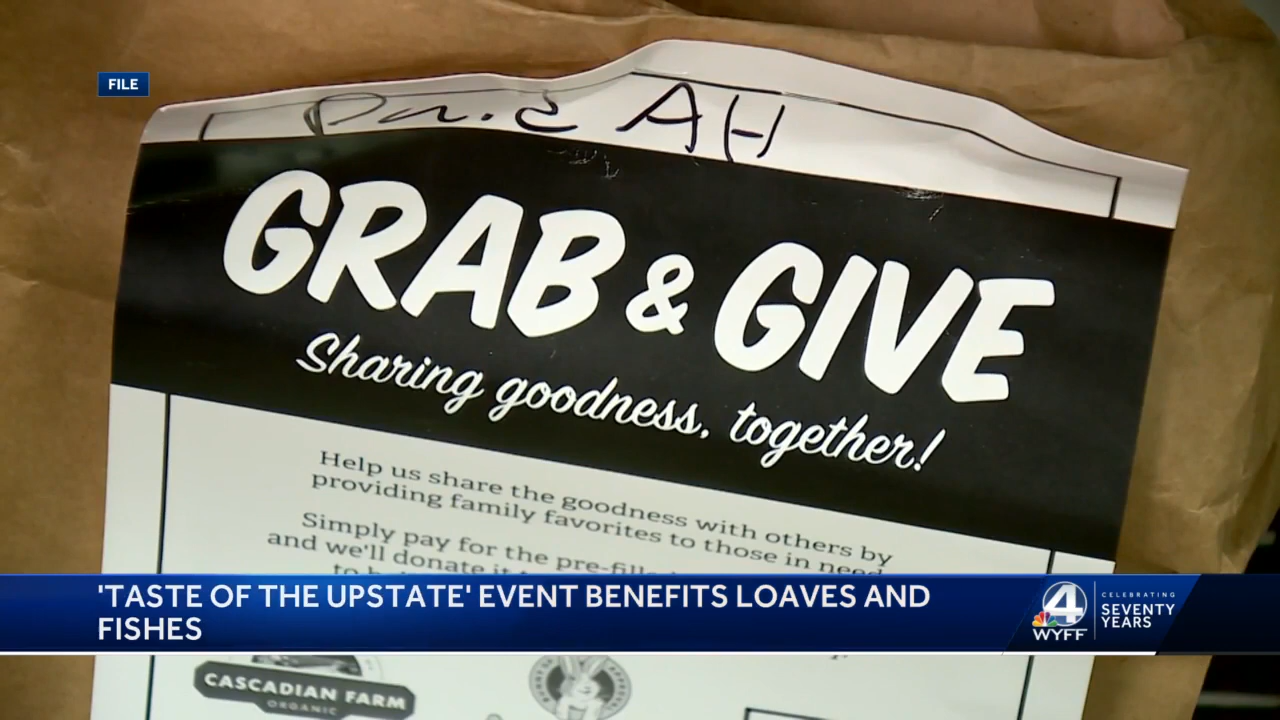 FILE
AH
GRAB & GIVE
Sharing goodness, together!
Help us share the goodness with others by
providing family favorites to those in need
Simply pay for the pre-fille
and we'll donate it
'TASTE OF THE UPSTATE' EVENT BENEFITS LOAVES AND
FISHES
4
WYFF
CELEBRATING
SEVENTY
YEARS
CASCADIAN FARM
ORGANIC